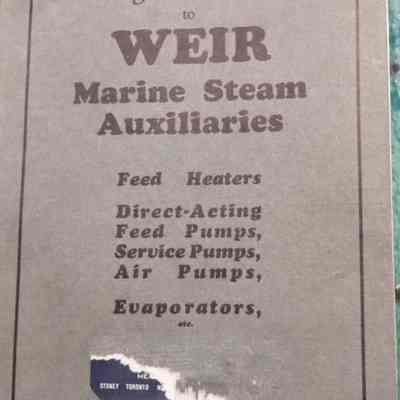 to
WEIR
Marine Steam
Auxiliaries
Feed Heaters
Direct-Acting
Feed Pumps,
Service Pumps,
Air Pumps,
Evaporators,
etc.
SYDNEY TORONTO